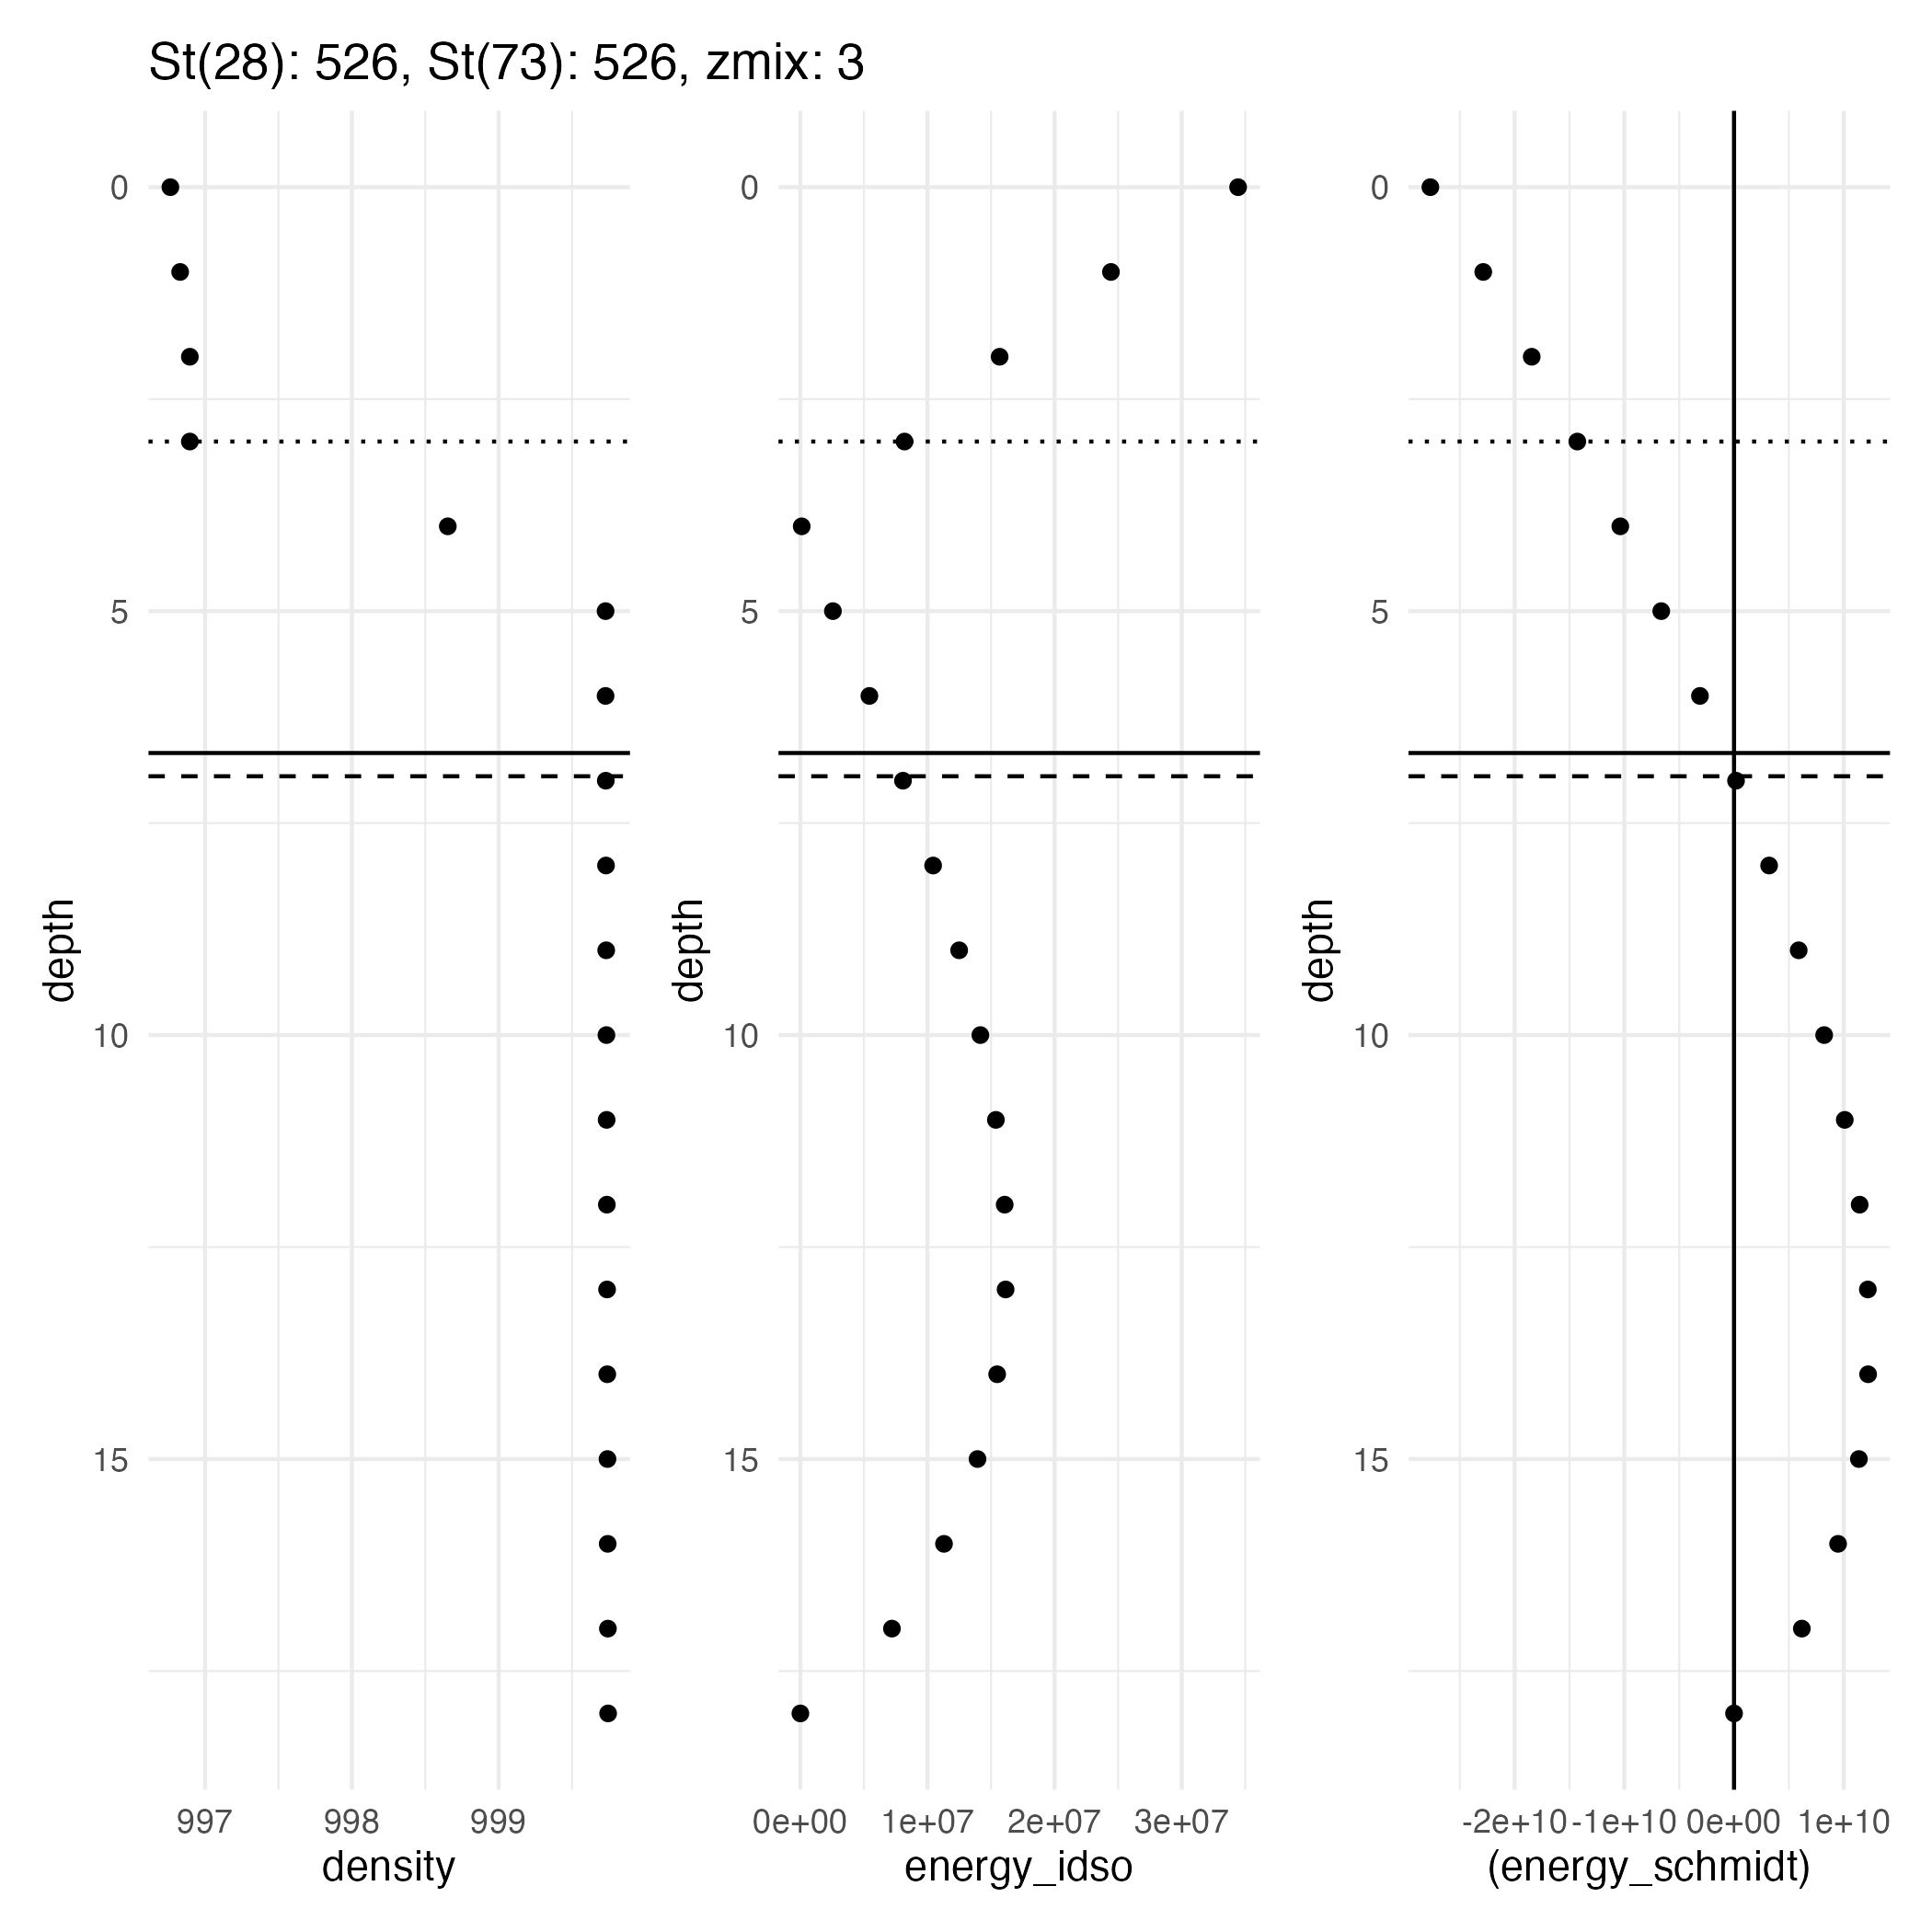 St(28): 526, St(73): 526, zmix: 3
0
5
10
15
depth
997
998
999
density
0
5
10
15
depth
0e+00
1e+07
2e+07
3e+07
energy_idso
0
5
10
15
depth
-2e+10
-1e+10
0e+00
1e+10
(energy_schmidt)